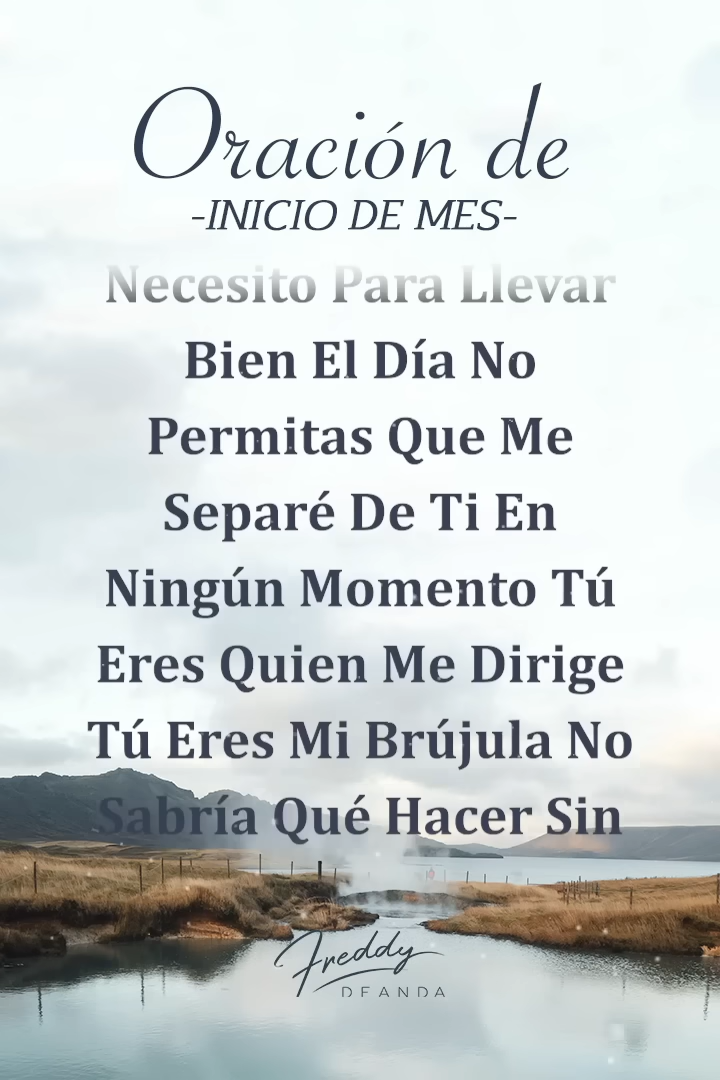 Oración de
-INICIO DE MES-
Necesito Para Llevar
Bien El Día No
Permitas Que Me
Separé De Ti En
Ningún Momento Tú
Eres Quien Me Dirige
Tú Eres Mi Brújula No
Sabría Qué Hacer Sin
Freddy
DEANDA